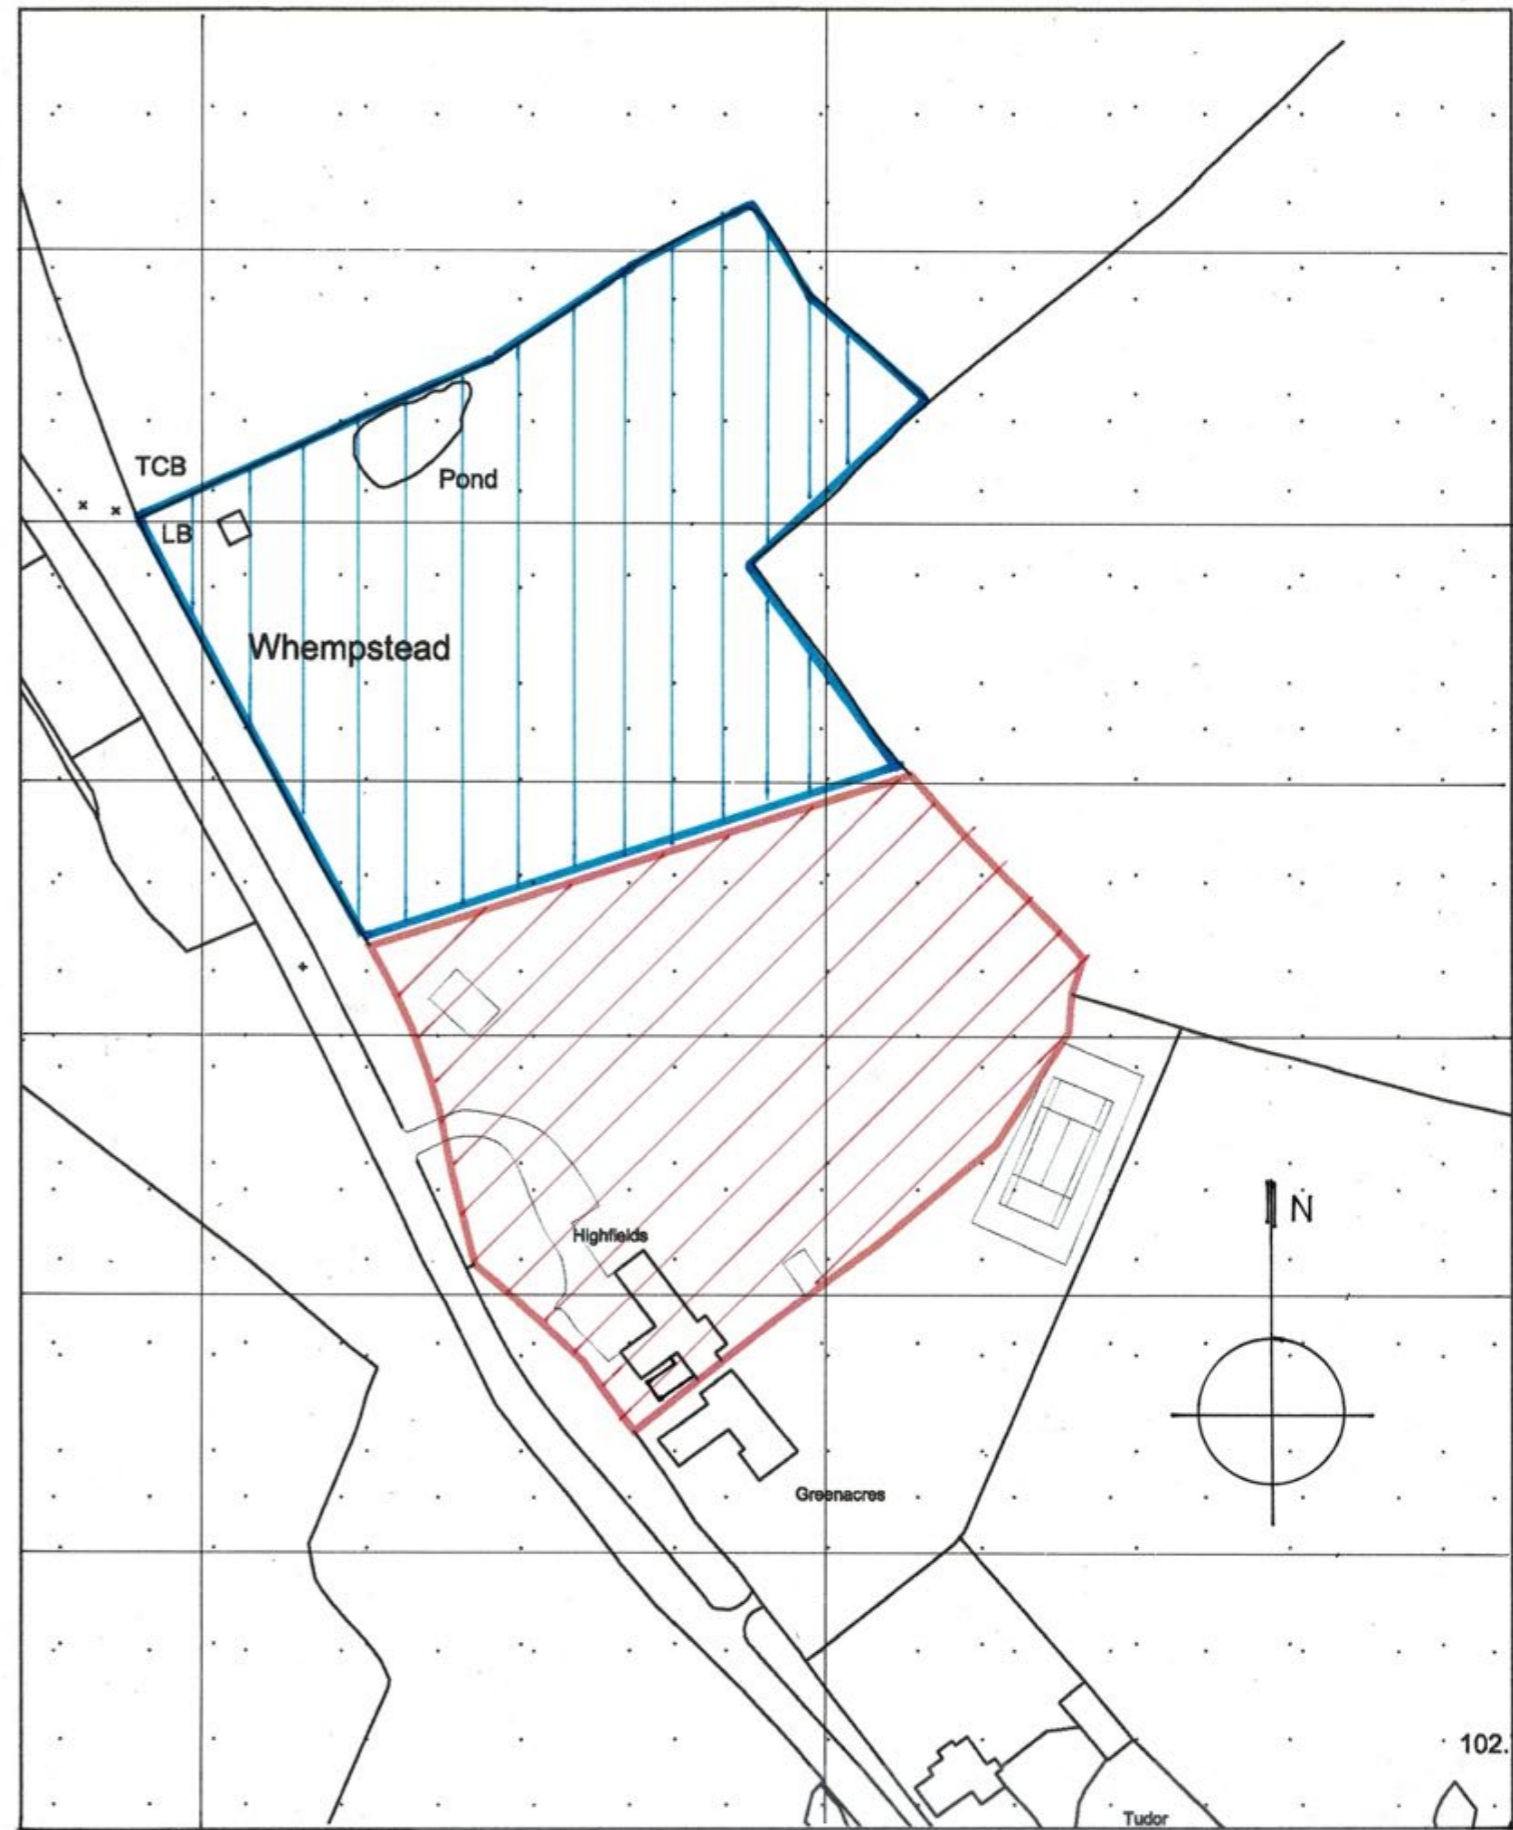 TCB
Pond
LB
Whempstead
N
Highfields
Greenacres
102.
Tudor